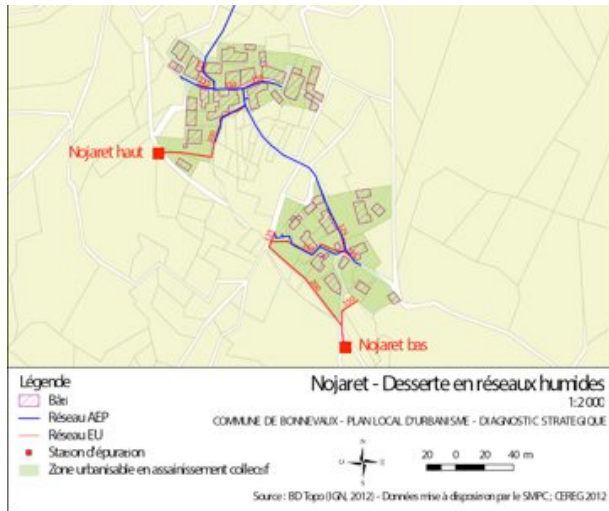 Nojaret haut
Nojaret bas
Légende
Bâti
Réseau AEP
Réseau EU
Station d'épuration
Zone urbanisable en assainissement collectif
Nojaret - Desserte en réseaux humides
1:2 000
COMMUNE DE BONNEVAUX - PLAN LOCAL D'URBANISME - DIAGNOSTIC STRATEGIQUE
N
O
E
S
20 0 20 40 m
Source : BD Topo (IGN, 2012) - Données mise à disposition par le SMPC ; CEREG 2012